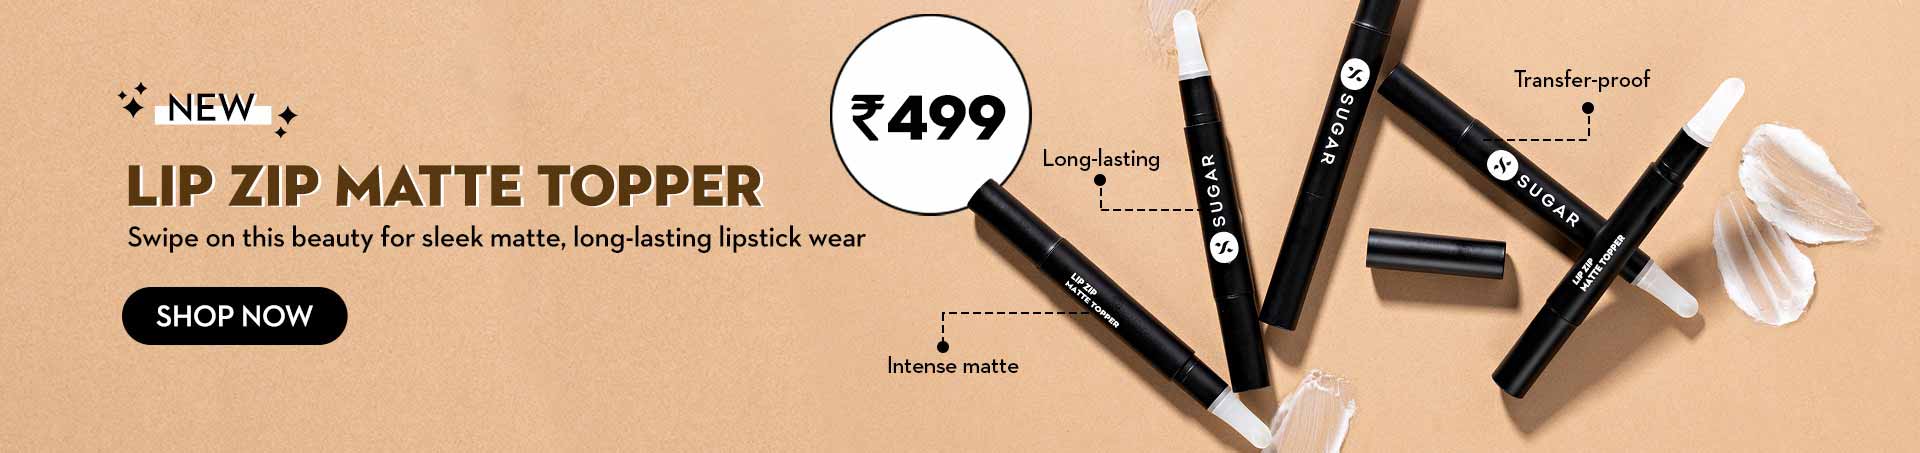 NEW
LIP ZIP MATTE TOPPER
Swipe on this beauty for sleek matte, long-lasting lipstick wear
SHOP NOW
₹499
Long-lasting
Intense matte
Transfer-proof
LIP ZIP
MATTE TOPPER
SUGAR
SUGAR
SUGAR
LIP ZIP
MATTE TOPPER